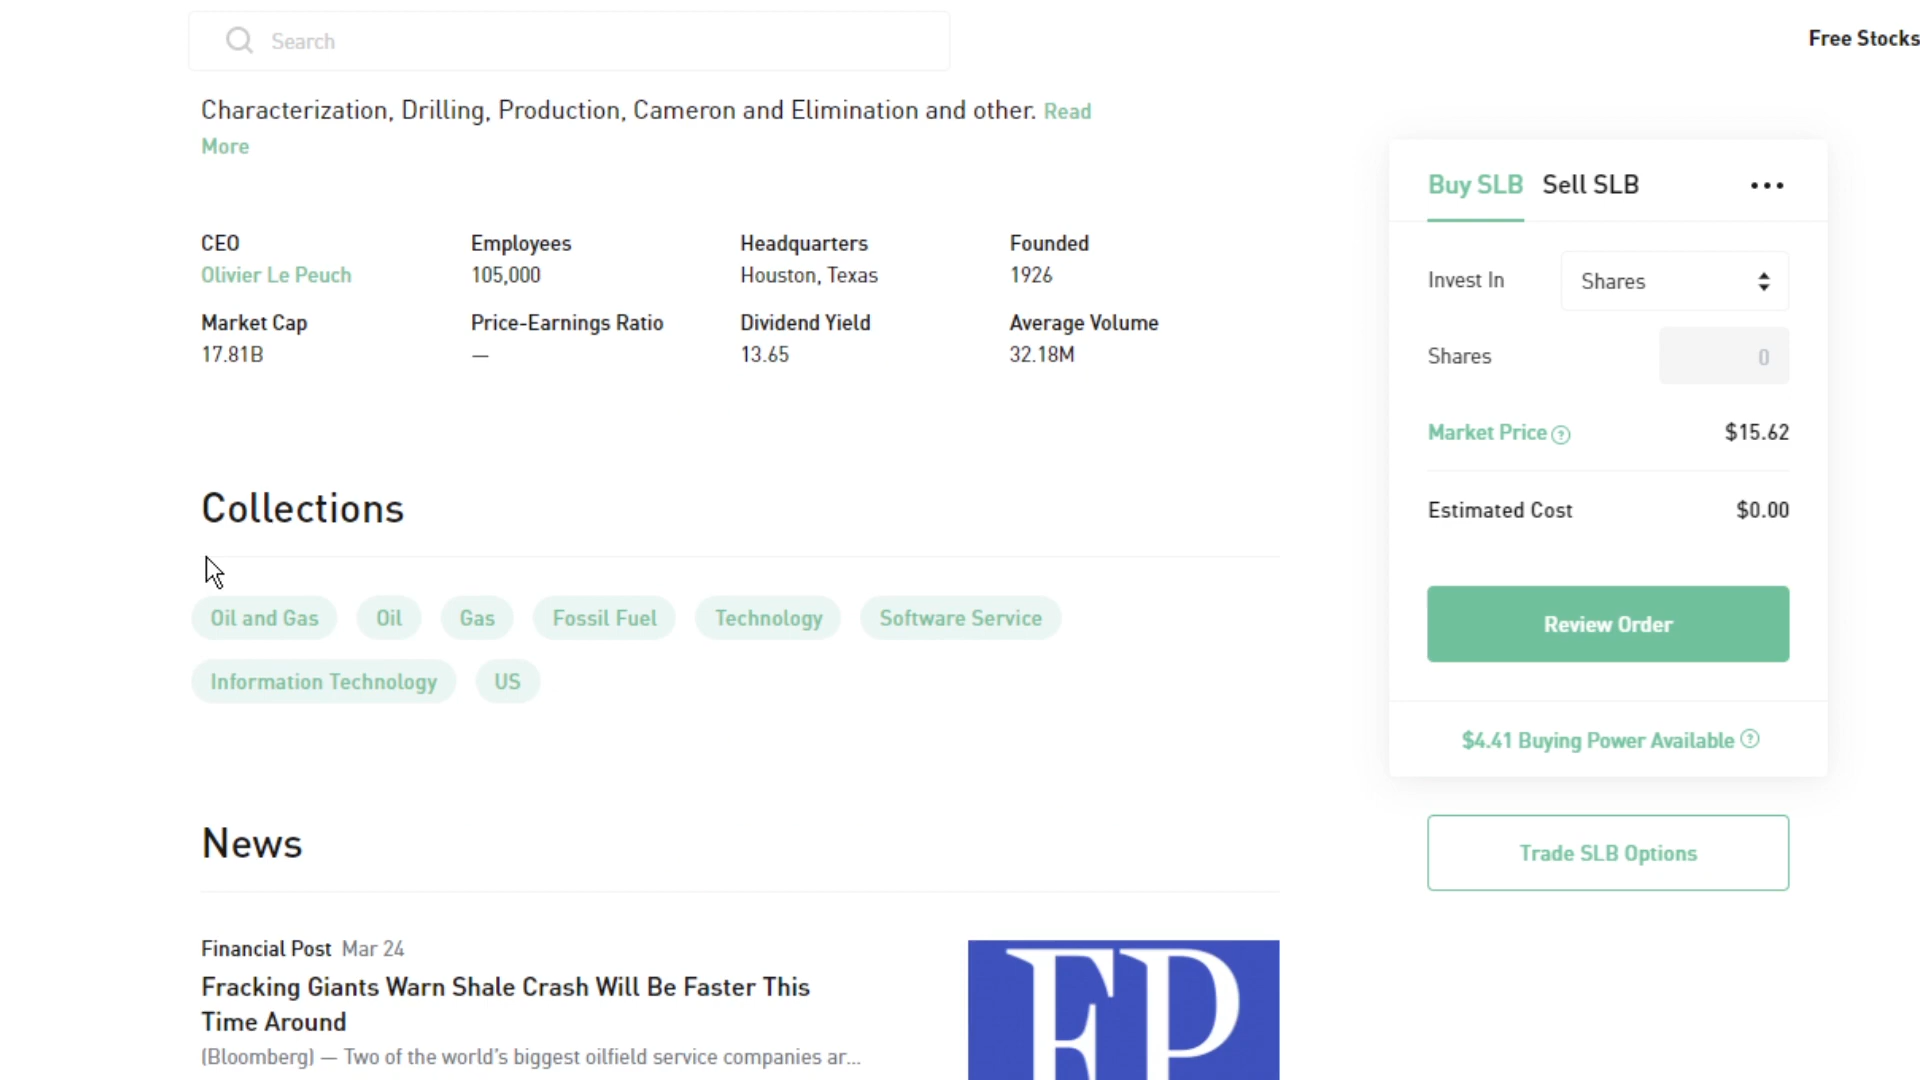 Search
Free Stocks
Characterization, Drilling, Production, Cameron and Elimination and other. Read
More
CEO
Olivier Le Peuch
Employees
105,000
Headquarters
Houston, Texas
Founded
1926
Market Cap
17.81B
Price-Earnings Ratio
—
Dividend Yield
13.65
Average Volume
32.18M
Collections
Oil and Gas
Oil
Gas
Fossil Fuel
Technology
Software Service
Information Technology
US
News
Financial Post Mar 24
Fracking Giants Warn Shale Crash Will Be Faster This
Time Around
(Bloomberg) — Two of the world's biggest oilfield service companies ar...
FP
Buy SLB
Sell SLB
Invest In
Shares
Shares
0
Market Price
$15.62
Estimated Cost
$0.00
Review Order
$4.41 Buying Power Available
Trade SLB Options